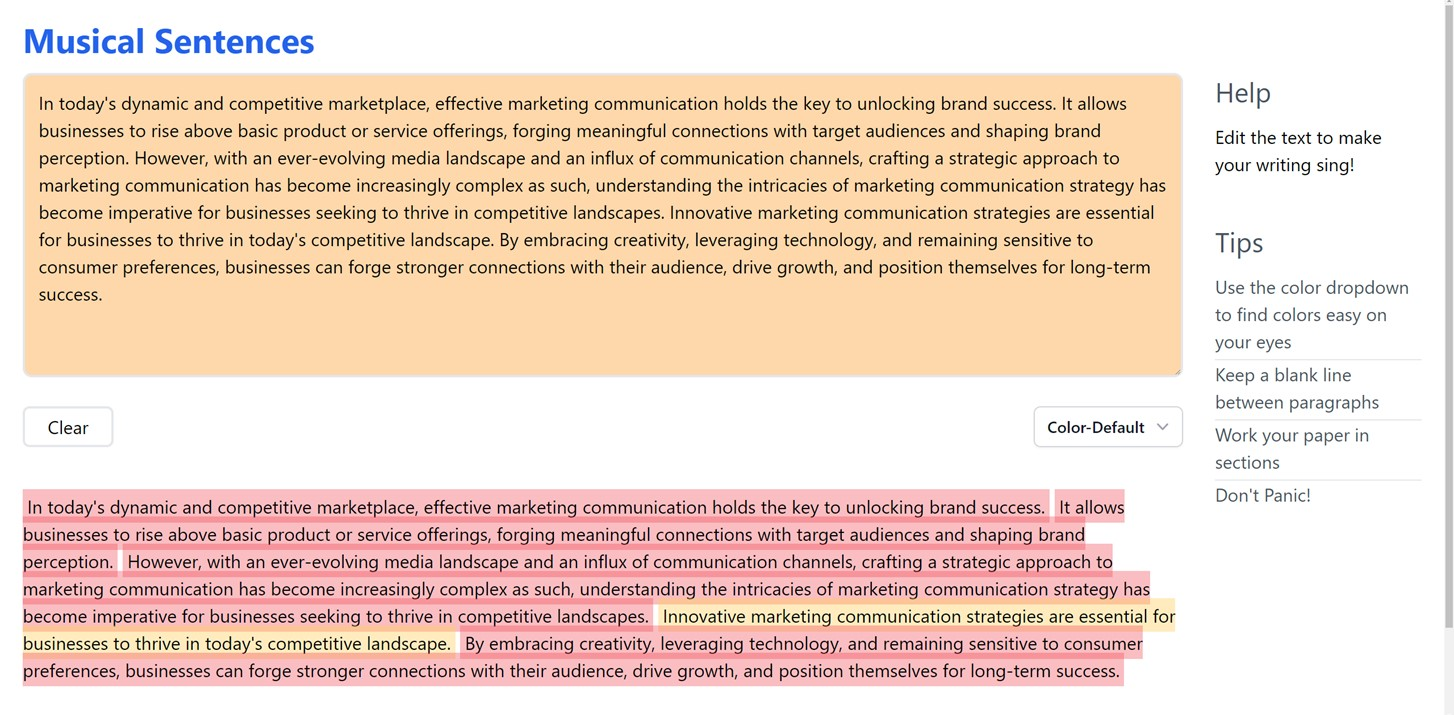 Musical Sentences
In today's dynamic and competitive marketplace, effective marketing communication holds the key to unlocking brand success. It allows
businesses to rise above basic product or service offerings, forging meaningful connections with target audiences and shaping brand
perception. However, with an ever-evolving media landscape and an influx of communication channels, crafting a strategic approach to
marketing communication has become increasingly complex as such, understanding the intricacies of marketing communication strategy has
become imperative for businesses seeking to thrive in competitive landscapes. Innovative marketing communication strategies are essential
for businesses to thrive in today's competitive landscape. By embracing creativity, leveraging technology, and remaining sensitive to
consumer preferences, businesses can forge stronger connections with their audience, drive growth, and position themselves for long-term
success.
Clear
Color-Default
In today's dynamic and competitive marketplace, effective marketing communication holds the key to unlocking brand success. It allows
businesses to rise above basic product or service offerings, forging meaningful connections with target audiences and shaping brand
perception. However, with an ever-evolving media landscape and an influx of communication channels, crafting a strategic approach to
marketing communication has become increasingly complex as such, understanding the intricacies of marketing communication strategy has
become imperative for businesses seeking to thrive in competitive landscapes. Innovative marketing communication strategies are essential for
businesses to thrive in today's competitive landscape. By embracing creativity, leveraging technology, and remaining sensitive to consumer
preferences, businesses can forge stronger connections with their audience, drive growth, and position themselves for long-term success.
Help
Edit the text to make
your writing sing!
Tips
Use the color dropdown
to find colors easy on
your eyes
Keep a blank line
between paragraphs
Work your paper in
sections
Don't Panic!